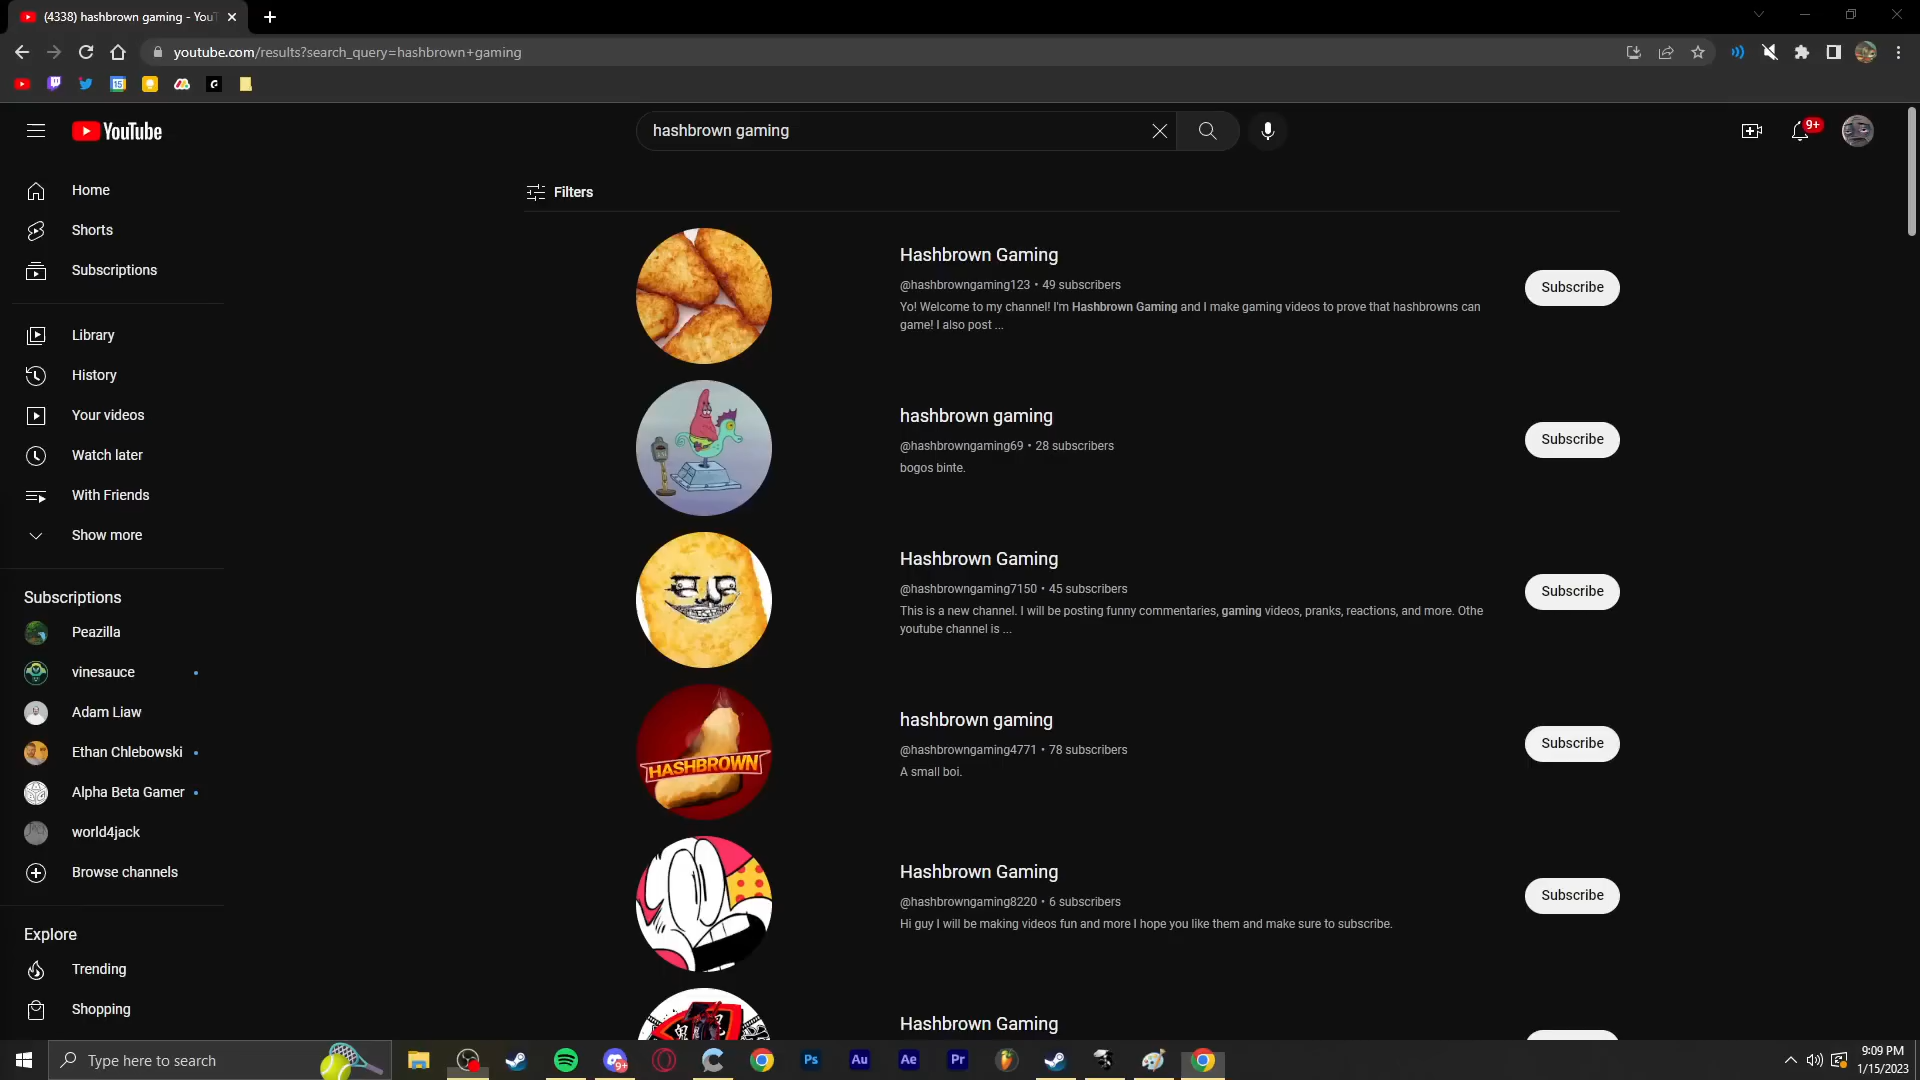 (4338) hashbrown gaming - YouT
youtube.com/results?search_query=hashbrown+gaming
15
G
YouTube
hashbrown gaming
9+
Home
Shorts
Subscriptions
Library
History
Your videos
Watch later
With Friends
Show more
Subscriptions
Peazilla
vinesauce
Adam Liaw
Ethan Chlebowski
Alpha Beta Gamer
world4jack
Browse channels
Explore
Trending
Shopping
Filters
Hashbrown Gaming
@hashbrowngaming123 • 49 subscribers
Yo! Welcome to my channel! I'm Hashbrown Gaming and I make gaming videos to prove that hashbrowns can
game! I also post ...
Subscribe
hashbrown gaming
@hashbrowngaming69 • 28 subscribers
bogos binte.
Subscribe
Hashbrown Gaming
@hashbrowngaming7150 • 45 subscribers
This is a new channel. I will be posting funny commentaries, gaming videos, pranks, reactions, and more. Othe
youtube channel is ...
Subscribe
HASHBROWN
hashbrown gaming
@hashbrowngaming4771 • 78 subscribers
A small boi.
Subscribe
Hashbrown Gaming
@hashbrowngaming8220 • 6 subscribers
Hi guy I will be making videos fun and more I hope you like them and make sure to subscribe.
Subscribe
Hashbrown Gaming
Type here to search
9+
Ps
Au
Ae
Pr
9:09 PM
1/15/2023